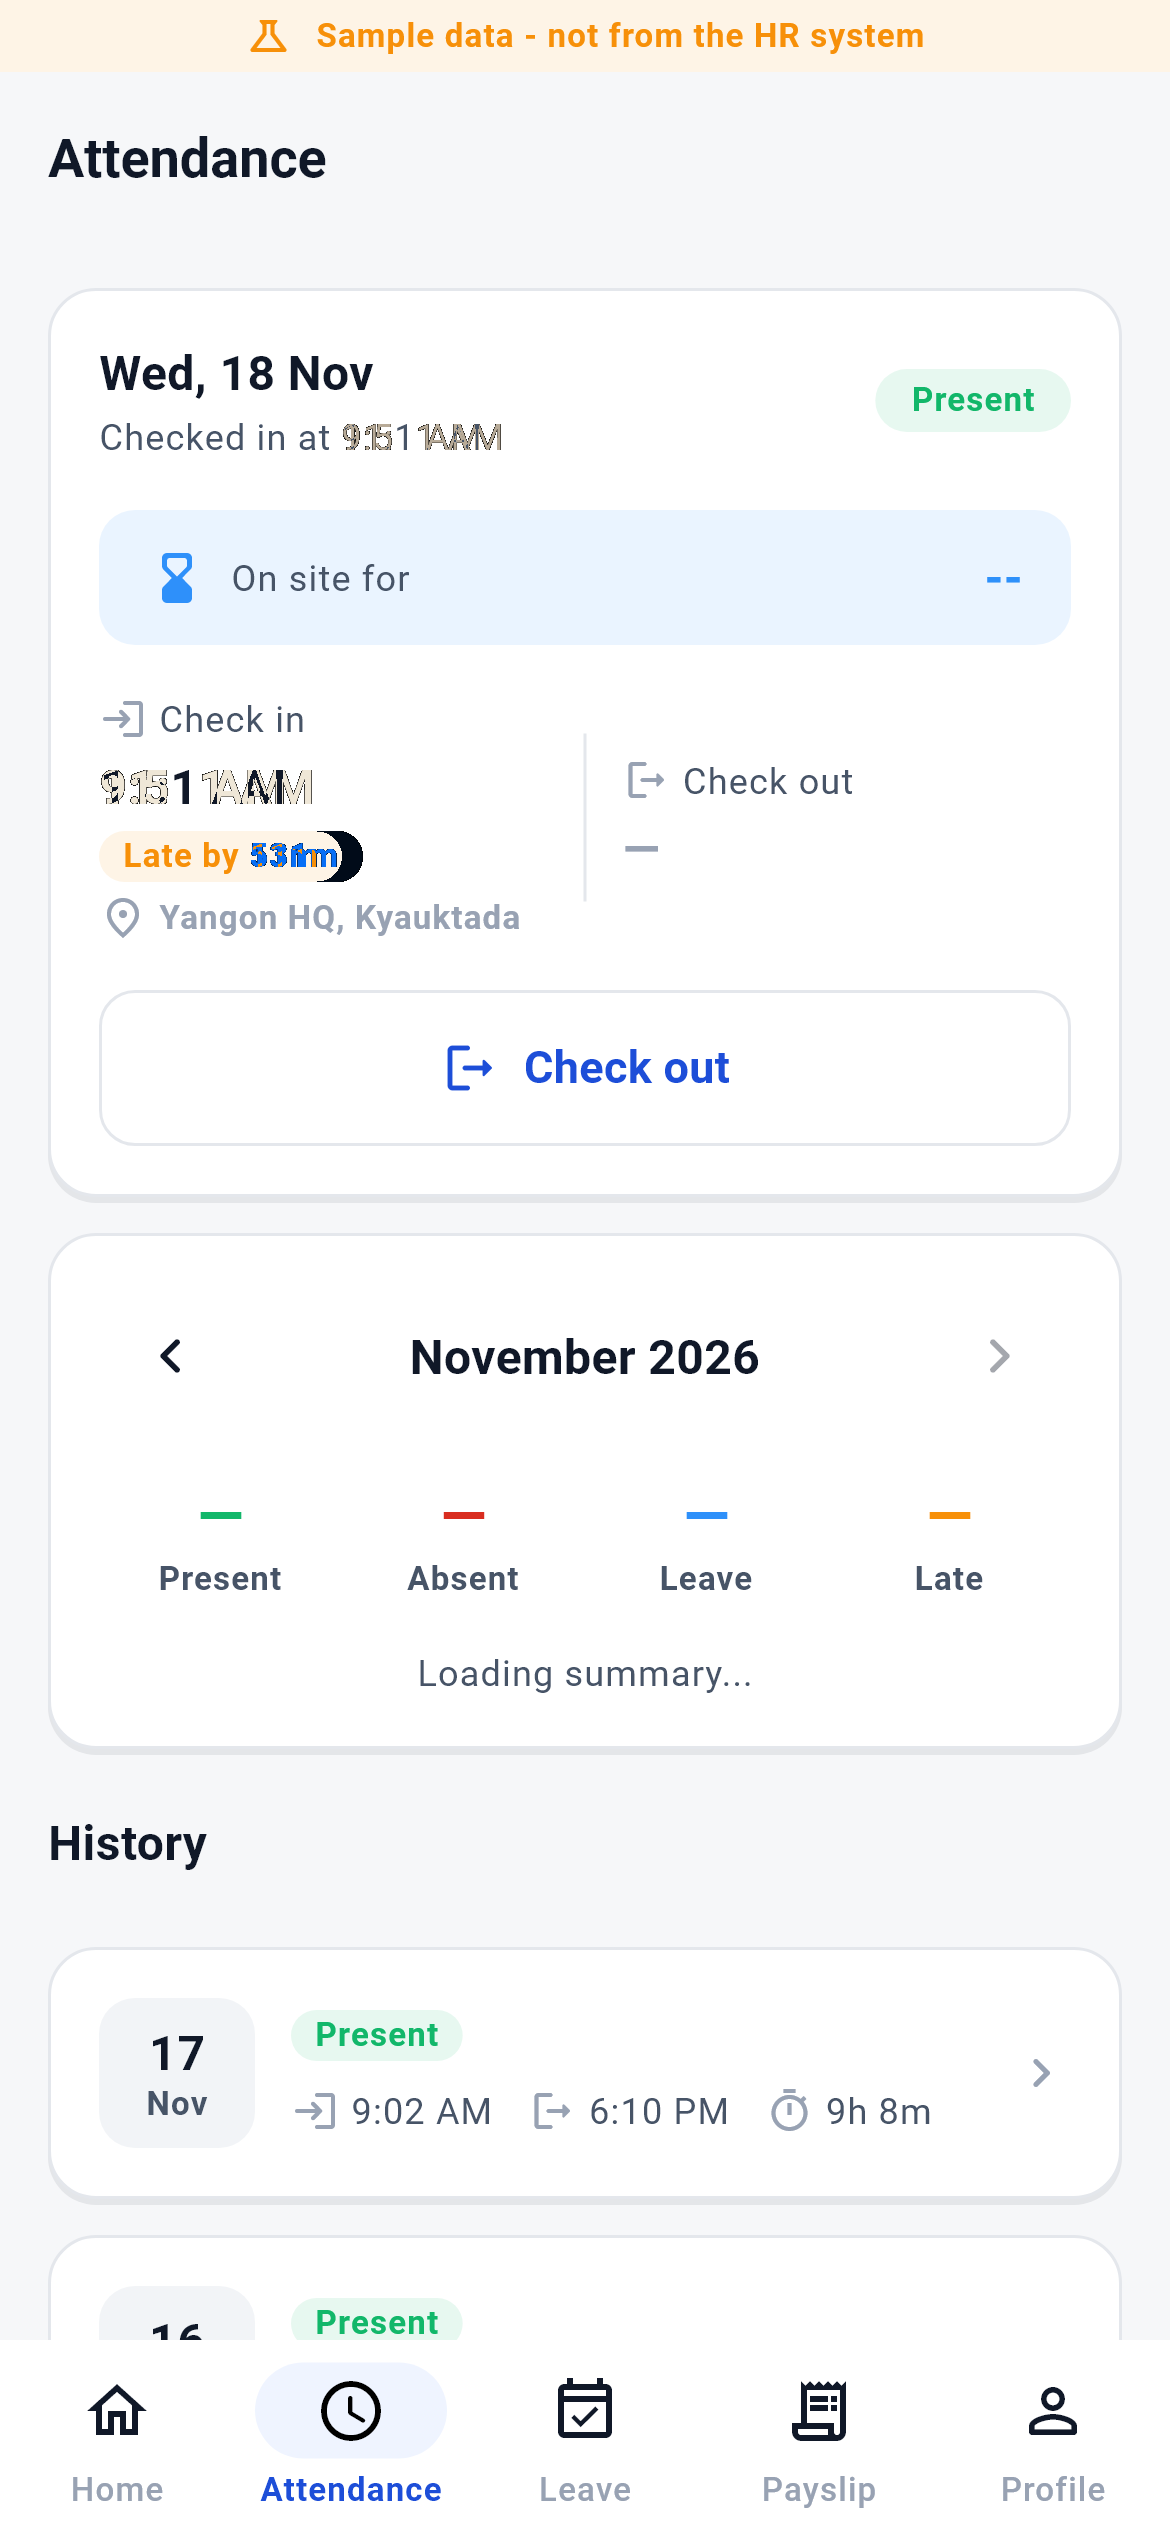 Sample data - not from the HR system
Attendance
Wed, 18 Nov
Present
Checked in at
On site for
--
Check in
Check out
—
Late by
Yangon HQ, Kyauktada
Check out
November 2026
— — — —
Present Absent Leave Late
Loading summary...
History
17
Nov
Present
9:02 AM 6:10 PM 9h 8m
16
Present
Home Attendance Leave Payslip Profile